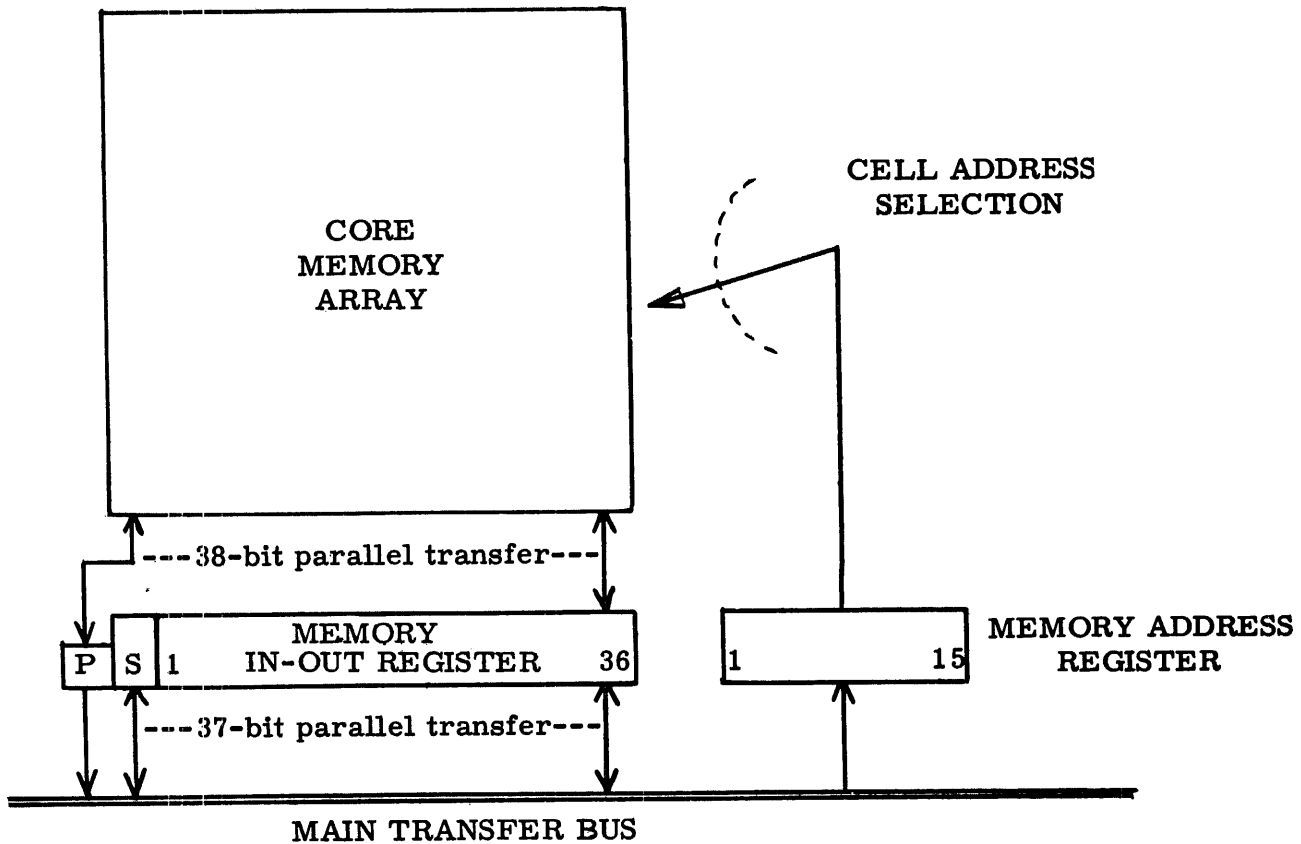 CELL ADDRESS
SELECTION
CORE
MEMORY
ARRAY
---38-bit parallel transfer---
MEMORY
P S 1 IN-OUT REGISTER 36
1 15
MEMORY ADDRESS
REGISTER
---37-bit parallel transfer---
MAIN TRANSFER BUS